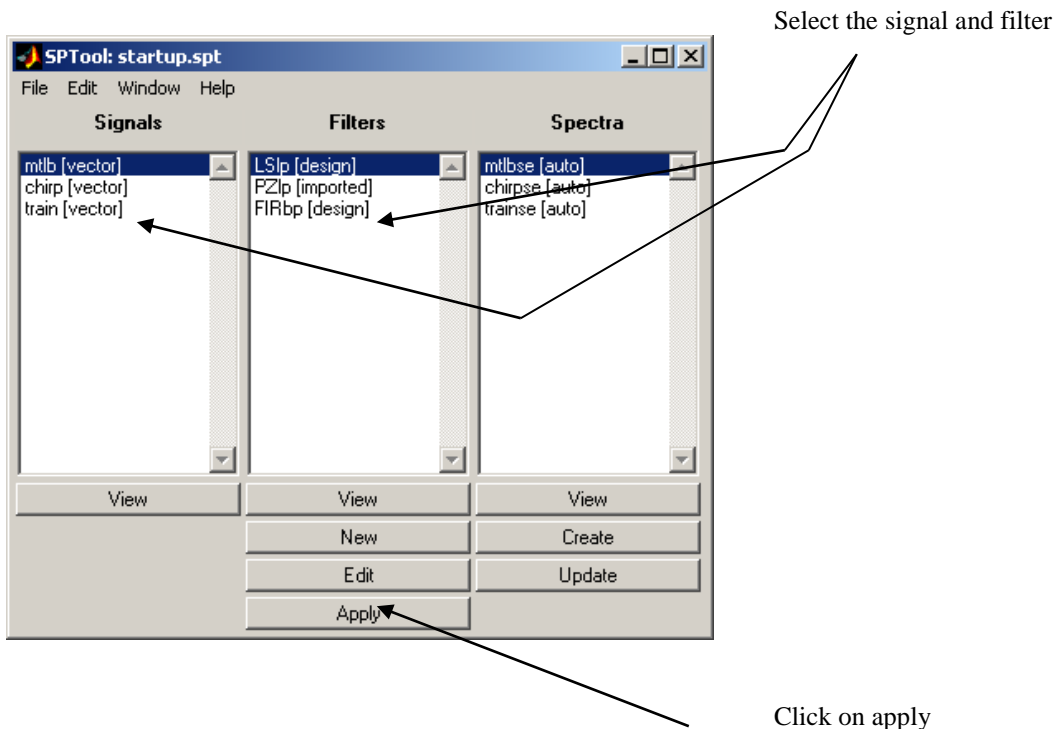 Select the signal and filter
SPTool: startup.spt
File Edit Window Help
Signals Filters Spectra
mtlb [vector]
chirp [vector]
train [vector]
LSlp [design]
PZlp [imported]
FIRbp [design]
mtlbse [auto]
chirpse [auto]
trainse [auto]
View View View
New Create
Edit Update
Apply
Click on apply